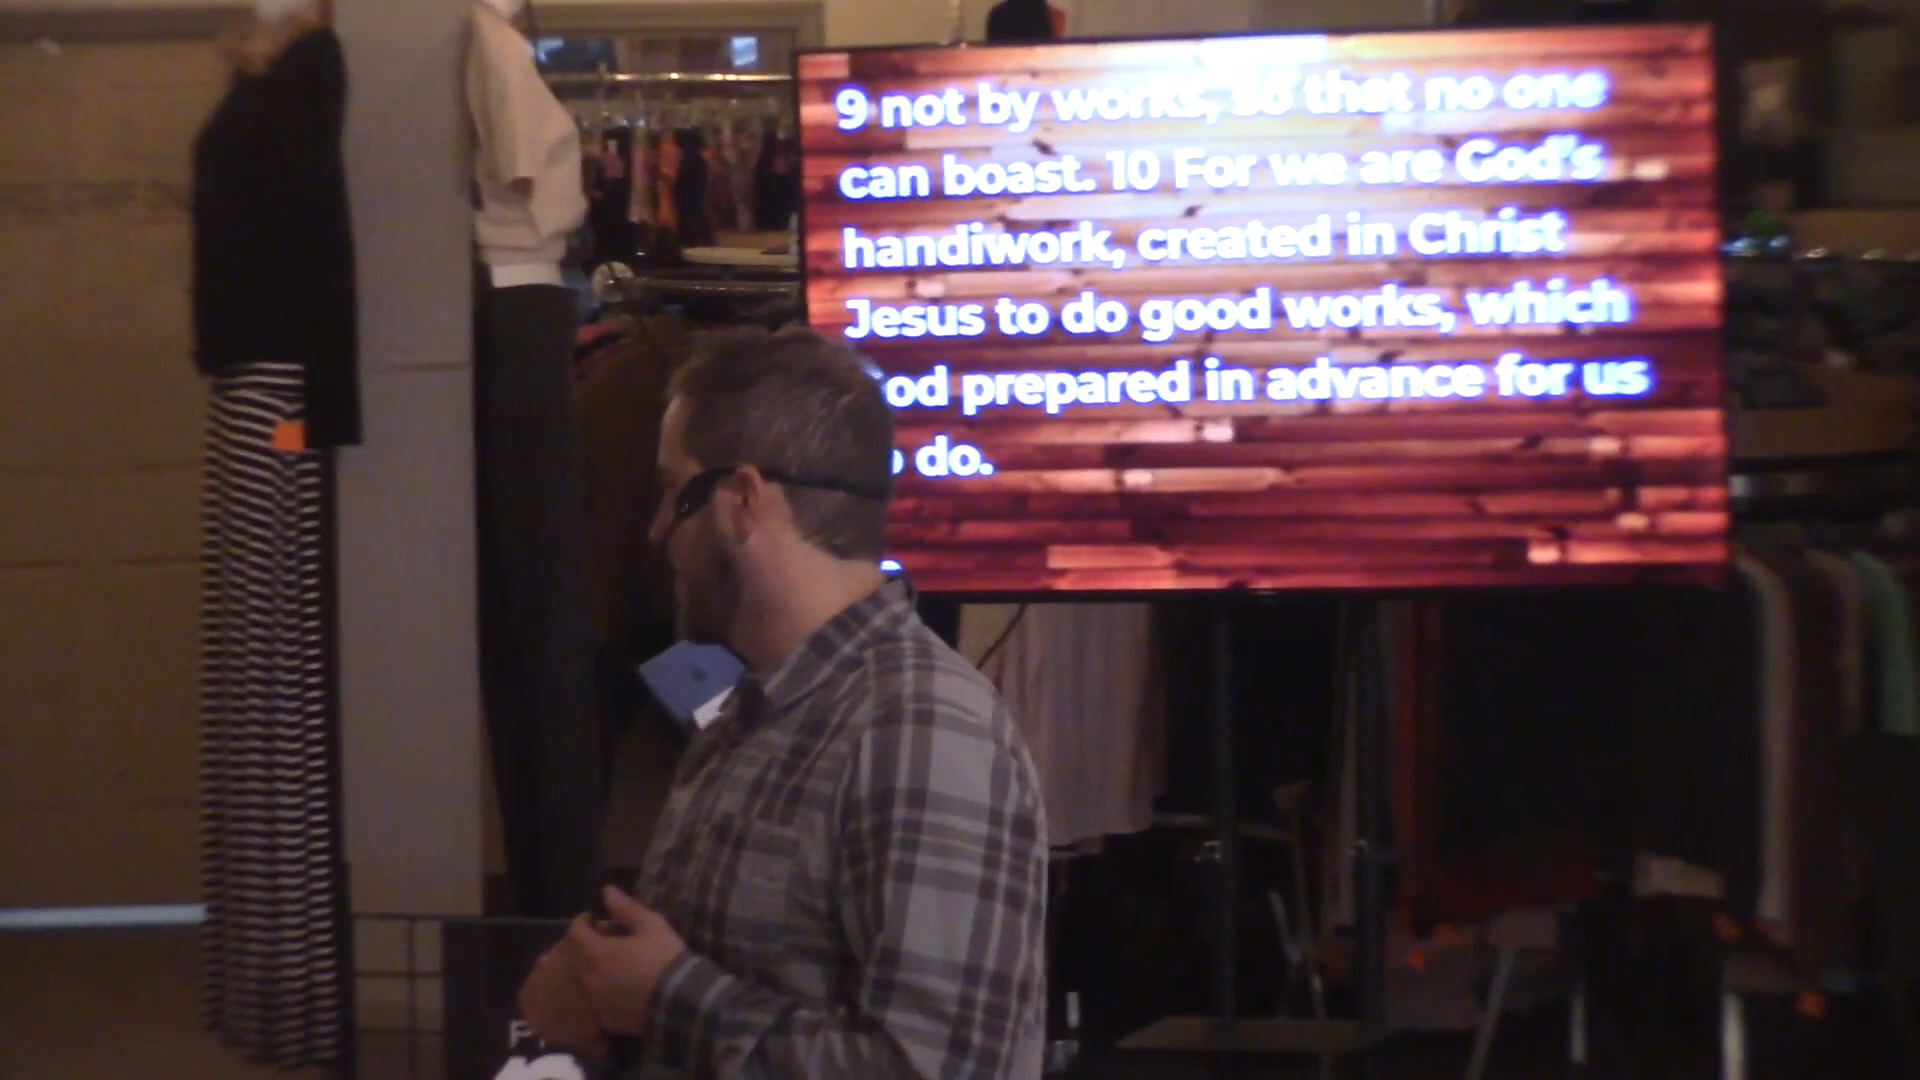 9 not by works, so that no one
can boast. 10 For we are God's
handiwork, created in Christ
Jesus to do good works, which
od prepared in advance for us
do.